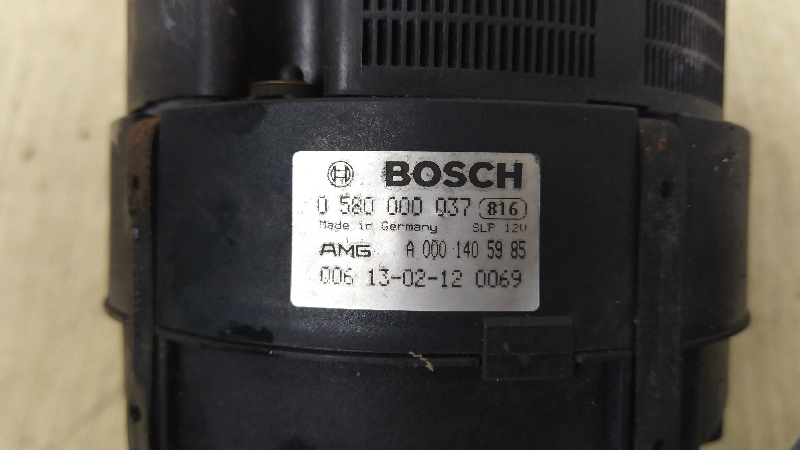 BOSCH
0 580 000 037 816
Made in Germany SLP 12V
AMG A 000 140 59 85
006 13-02-12 0069